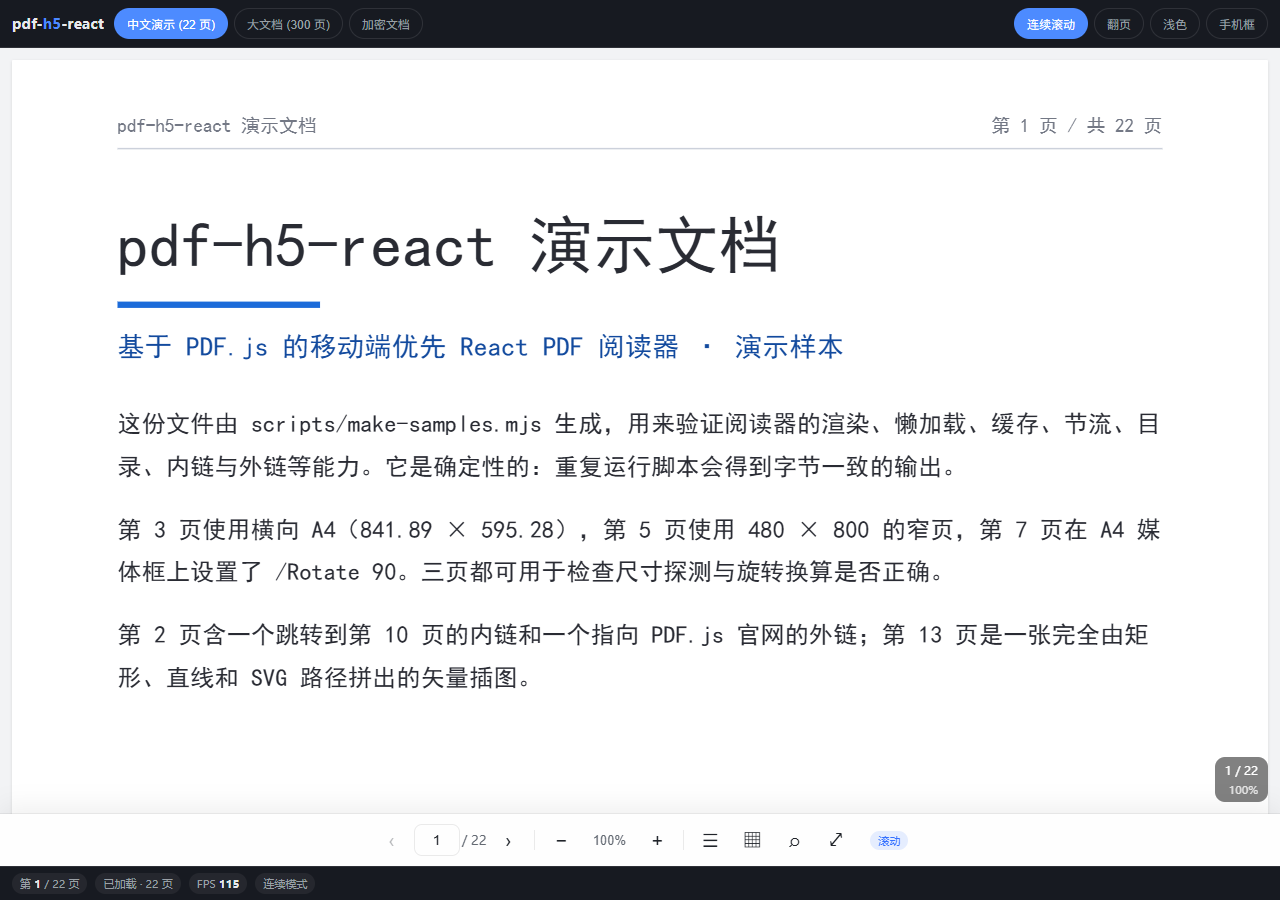 pdf-h5-react 中文演示 (22 页) 大文档 (300 页) 加密文档 连续滚动 翻页 浅色 手机框
pdf-h5-react 演示文档 第 1 页 / 共 22 页
pdf-h5-react 演示文档
基于 PDF.js 的移动端优先 React PDF 阅读器 · 演示样本
这份文件由 scripts/make-samples.mjs 生成，用来验证阅读器的渲染、懒加载、缓存、节流、目
录、内链与外链等能力。它是确定性的：重复运行脚本会得到字节一致的输出。
第 3 页使用横向 A4（841.89 × 595.28），第 5 页使用 480 × 800 的窄页，第 7 页在 A4 媒
体框上设置了 /Rotate 90。三页都可用于检查尺寸探测与旋转换算是否正确。
第 2 页含一个跳转到第 10 页的内链和一个指向 PDF.js 官网的外链；第 13 页是一张完全由矩
形、直线和 SVG 路径拼出的矢量插图。
1 / 22
100%
‹ 1 / 22 › − 100% + 滚动
第 1 / 22 页 已加载 · 22 页 FPS 115 连续模式